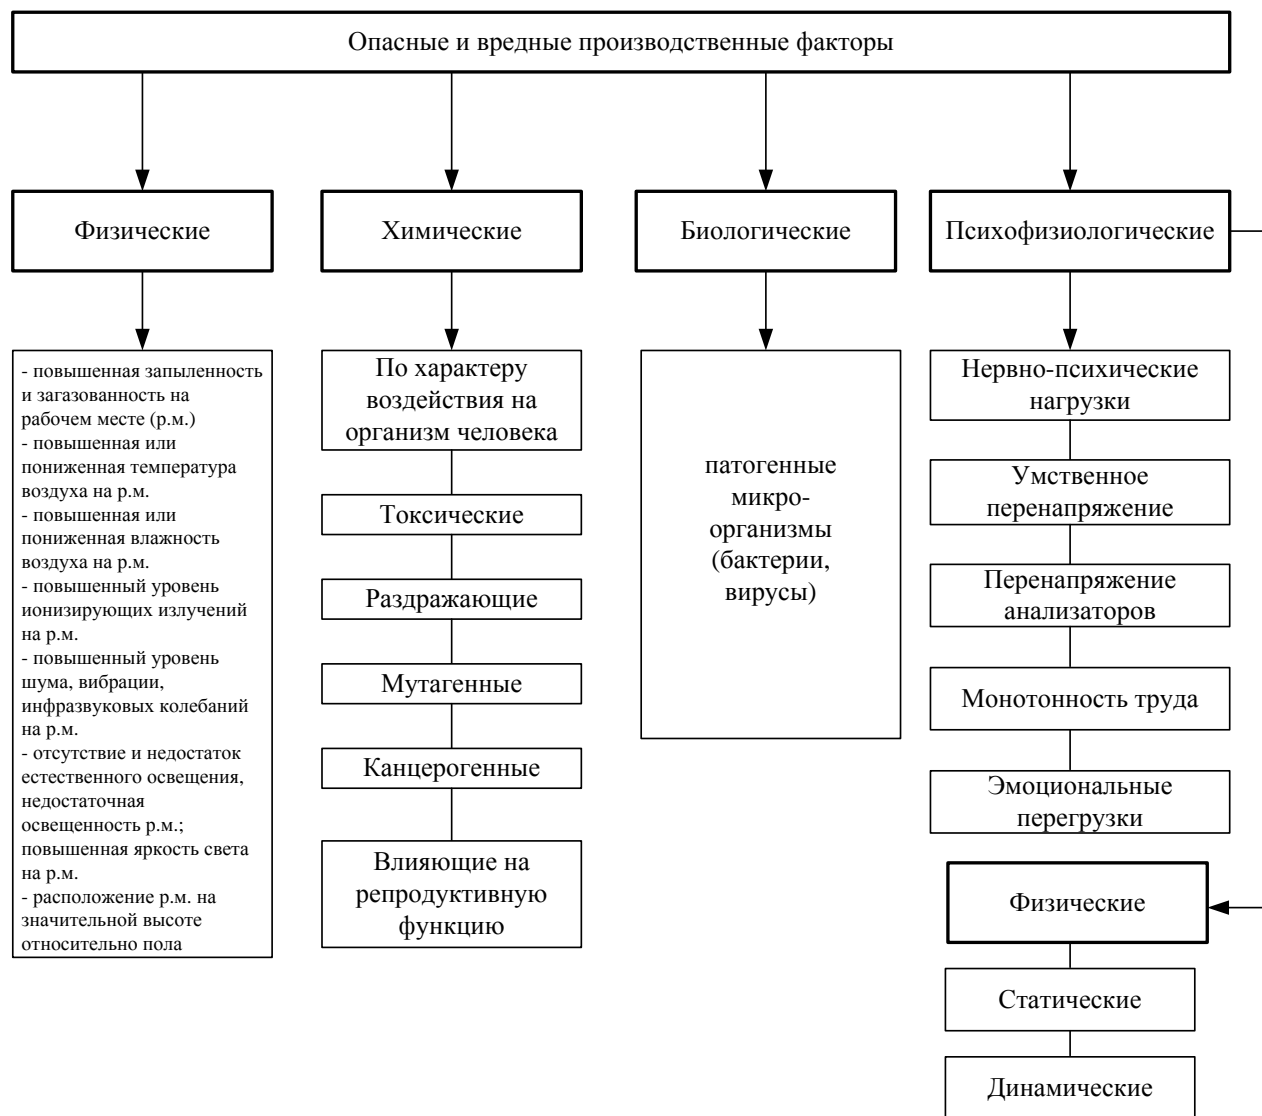 Опасные и вредные производственные факторы
Физические
Химические
Биологические
Психофизиологические
- повышенная запыленность
и загазованность на
рабочем месте (р.м.)
- повышенная или
пониженная температура
воздуха на р.м.
- повышенная или
пониженная влажность
воздуха на р.м.
- повышенный уровень
ионизирующих излучений
на р.м.
- повышенный уровень
шума, вибрации,
инфразвуковых колебаний
на р.м.
- отсутствие и недостаток
естественного освещения,
недостаточная
освещенность р.м.;
повышенная яркость света
на р.м.
- расположение р.м. на
значительной высоте
относительно пола
По характеру
воздействия на
организм человека
Токсические
Раздражающие
Мутагенные
Канцерогенные
Влияющие на
репродуктивную
функцию
патогенные
микро-
организмы
(бактерии,
вирусы)
Нервно-психические
нагрузки
Умственное
перенапряжение
Перенапряжение
анализаторов
Монотонность труда
Эмоциональные
перегрузки
Физические
Статические
Динамические